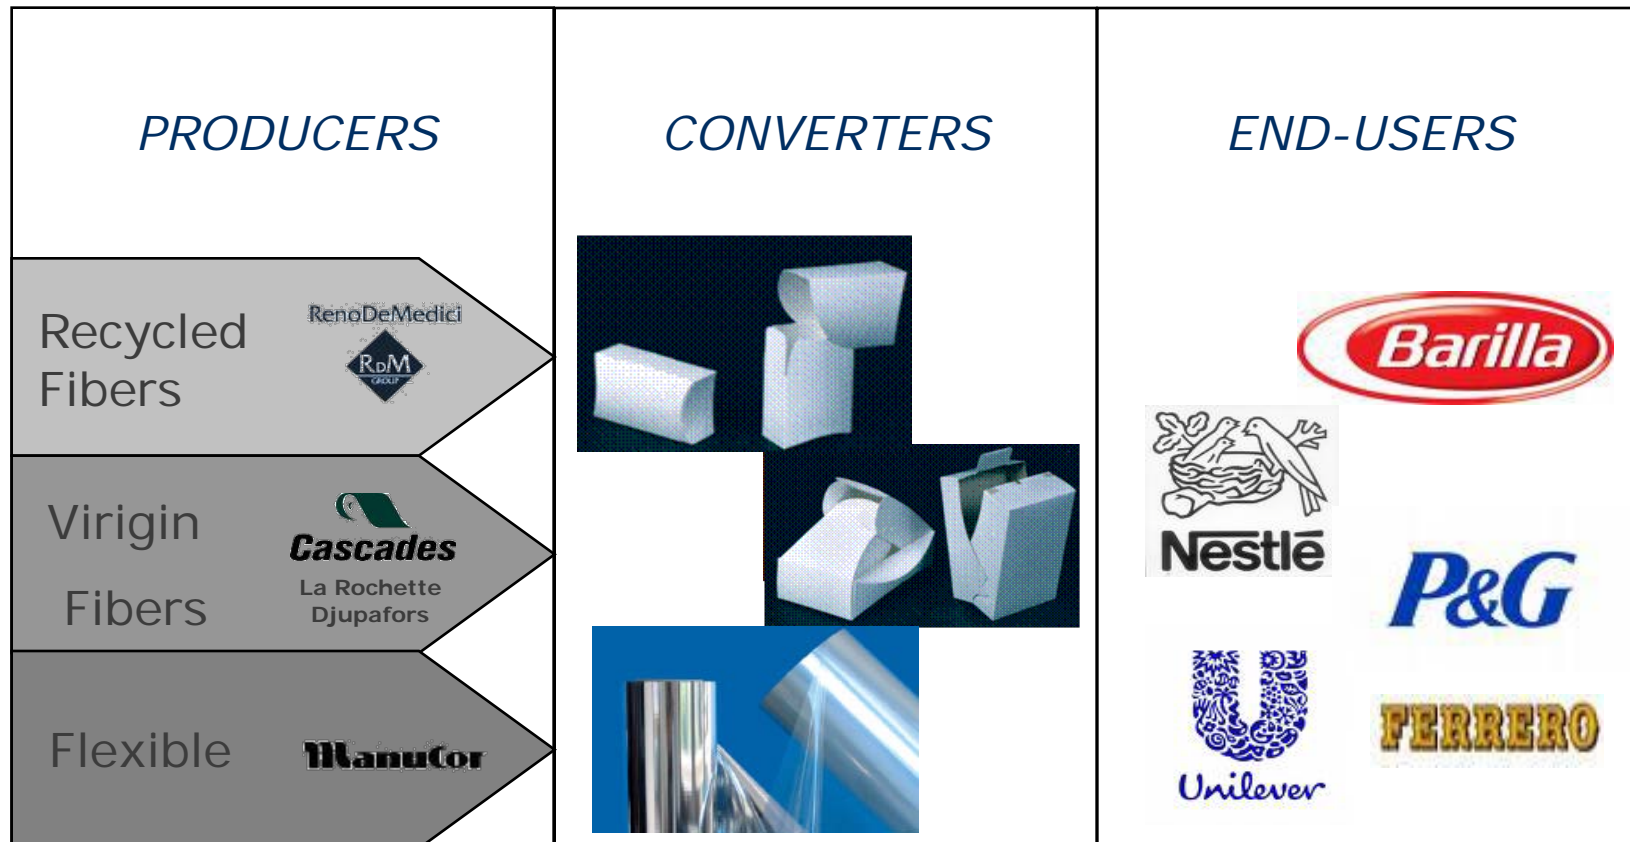 PRODUCERS
CONVERTERS
END-USERS
Recycled
Fibers
RenoDeMedici
RDM
GROUP
Virigin
Fibers
Cascades
La Rochette
Djupafors
Flexible
Manucor
Barilla
Nestlé
P&G
Unilever
FERRERO